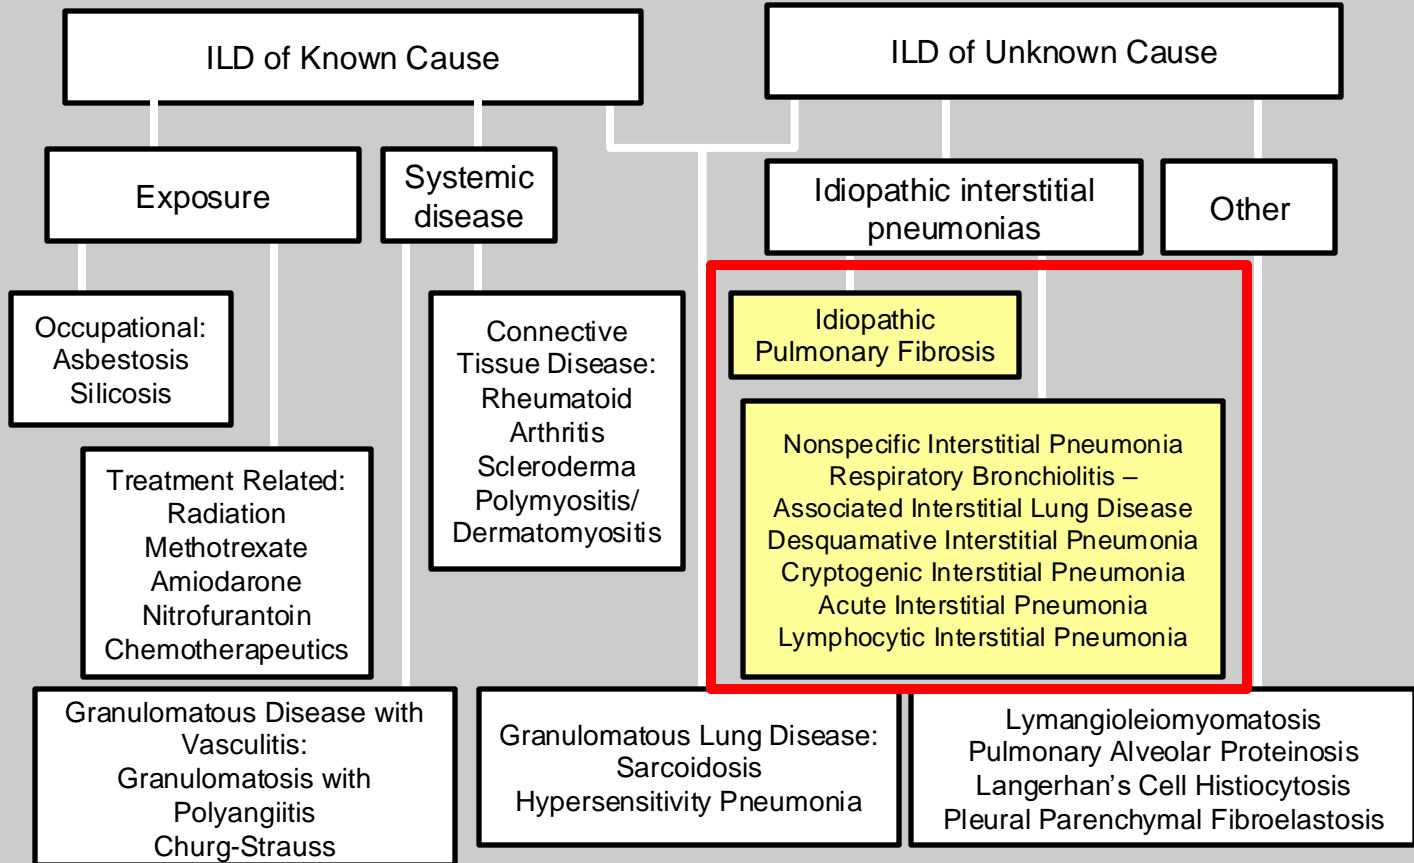 ILD of Known Cause
ILD of Unknown Cause
Exposure
Systemic
disease
Idiopathic interstitial
pneumonias
Other
Occupational:
Asbestosis
Silicosis
Connective
Tissue Disease:
Rheumatoid
Arthritis
Scleroderma
Polymyositis/
Dermatomyositis
Idiopathic
Pulmonary Fibrosis
Treatment Related:
Radiation
Methotrexate
Amiodarone
Nitrofurantoin
Chemotherapeutics
Nonspecific Interstitial Pneumonia
Respiratory Bronchiolitis –
Associated Interstitial Lung Disease
Desquamative Interstitial Pneumonia
Cryptogenic Interstitial Pneumonia
Acute Interstitial Pneumonia
Lymphocytic Interstitial Pneumonia
Granulomatous Disease with
Vasculitis:
Granulomatosis with
Polyangiitis
Churg-Strauss
Granulomatous Lung Disease:
Sarcoidosis
Hypersensitivity Pneumonia
Lymangioleiomyomatosis
Pulmonary Alveolar Proteinosis
Langerhan's Cell Histiocytosis
Pleural Parenchymal Fibroelastosis